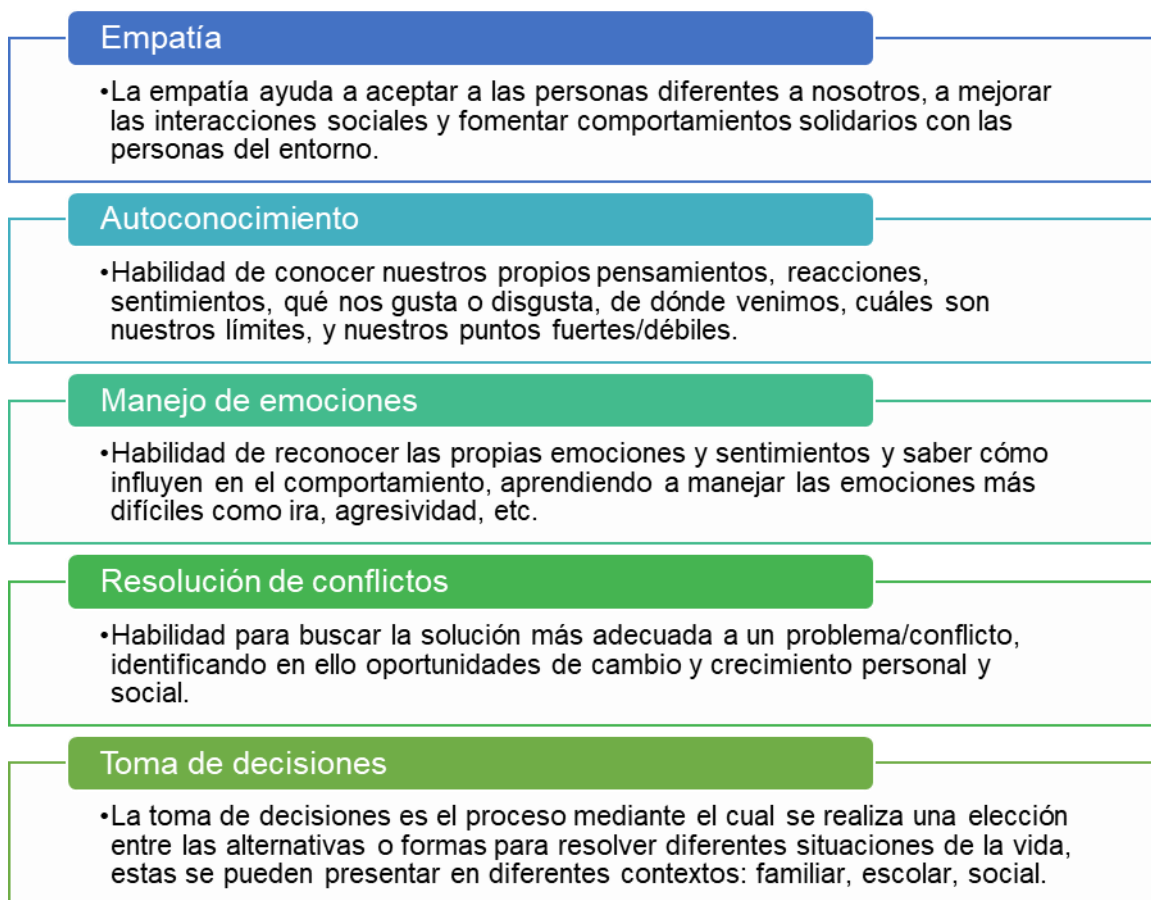 Empatía
•La empatía ayuda a aceptar a las personas diferentes a nosotros, a mejorar
las interacciones sociales y fomentar comportamientos solidarios con las
personas del entorno.
Autoconocimiento
•Habilidad de conocer nuestros propios pensamientos, reacciones,
sentimientos, qué nos gusta o disgusta, de dónde venimos, cuáles son
nuestros límites, y nuestros puntos fuertes/débiles.
Manejo de emociones
•Habilidad de reconocer las propias emociones y sentimientos y saber cómo
influyen en el comportamiento, aprendiendo a manejar las emociones más
difíciles como ira, agresividad, etc.
Resolución de conflictos
•Habilidad para buscar la solución más adecuada a un problema/conflicto,
identificando en ello oportunidades de cambio y crecimiento personal y
social.
Toma de decisiones
•La toma de decisiones es el proceso mediante el cual se realiza una elección
entre las alternativas o formas para resolver diferentes situaciones de la vida,
estas se pueden presentar en diferentes contextos: familiar, escolar, social.